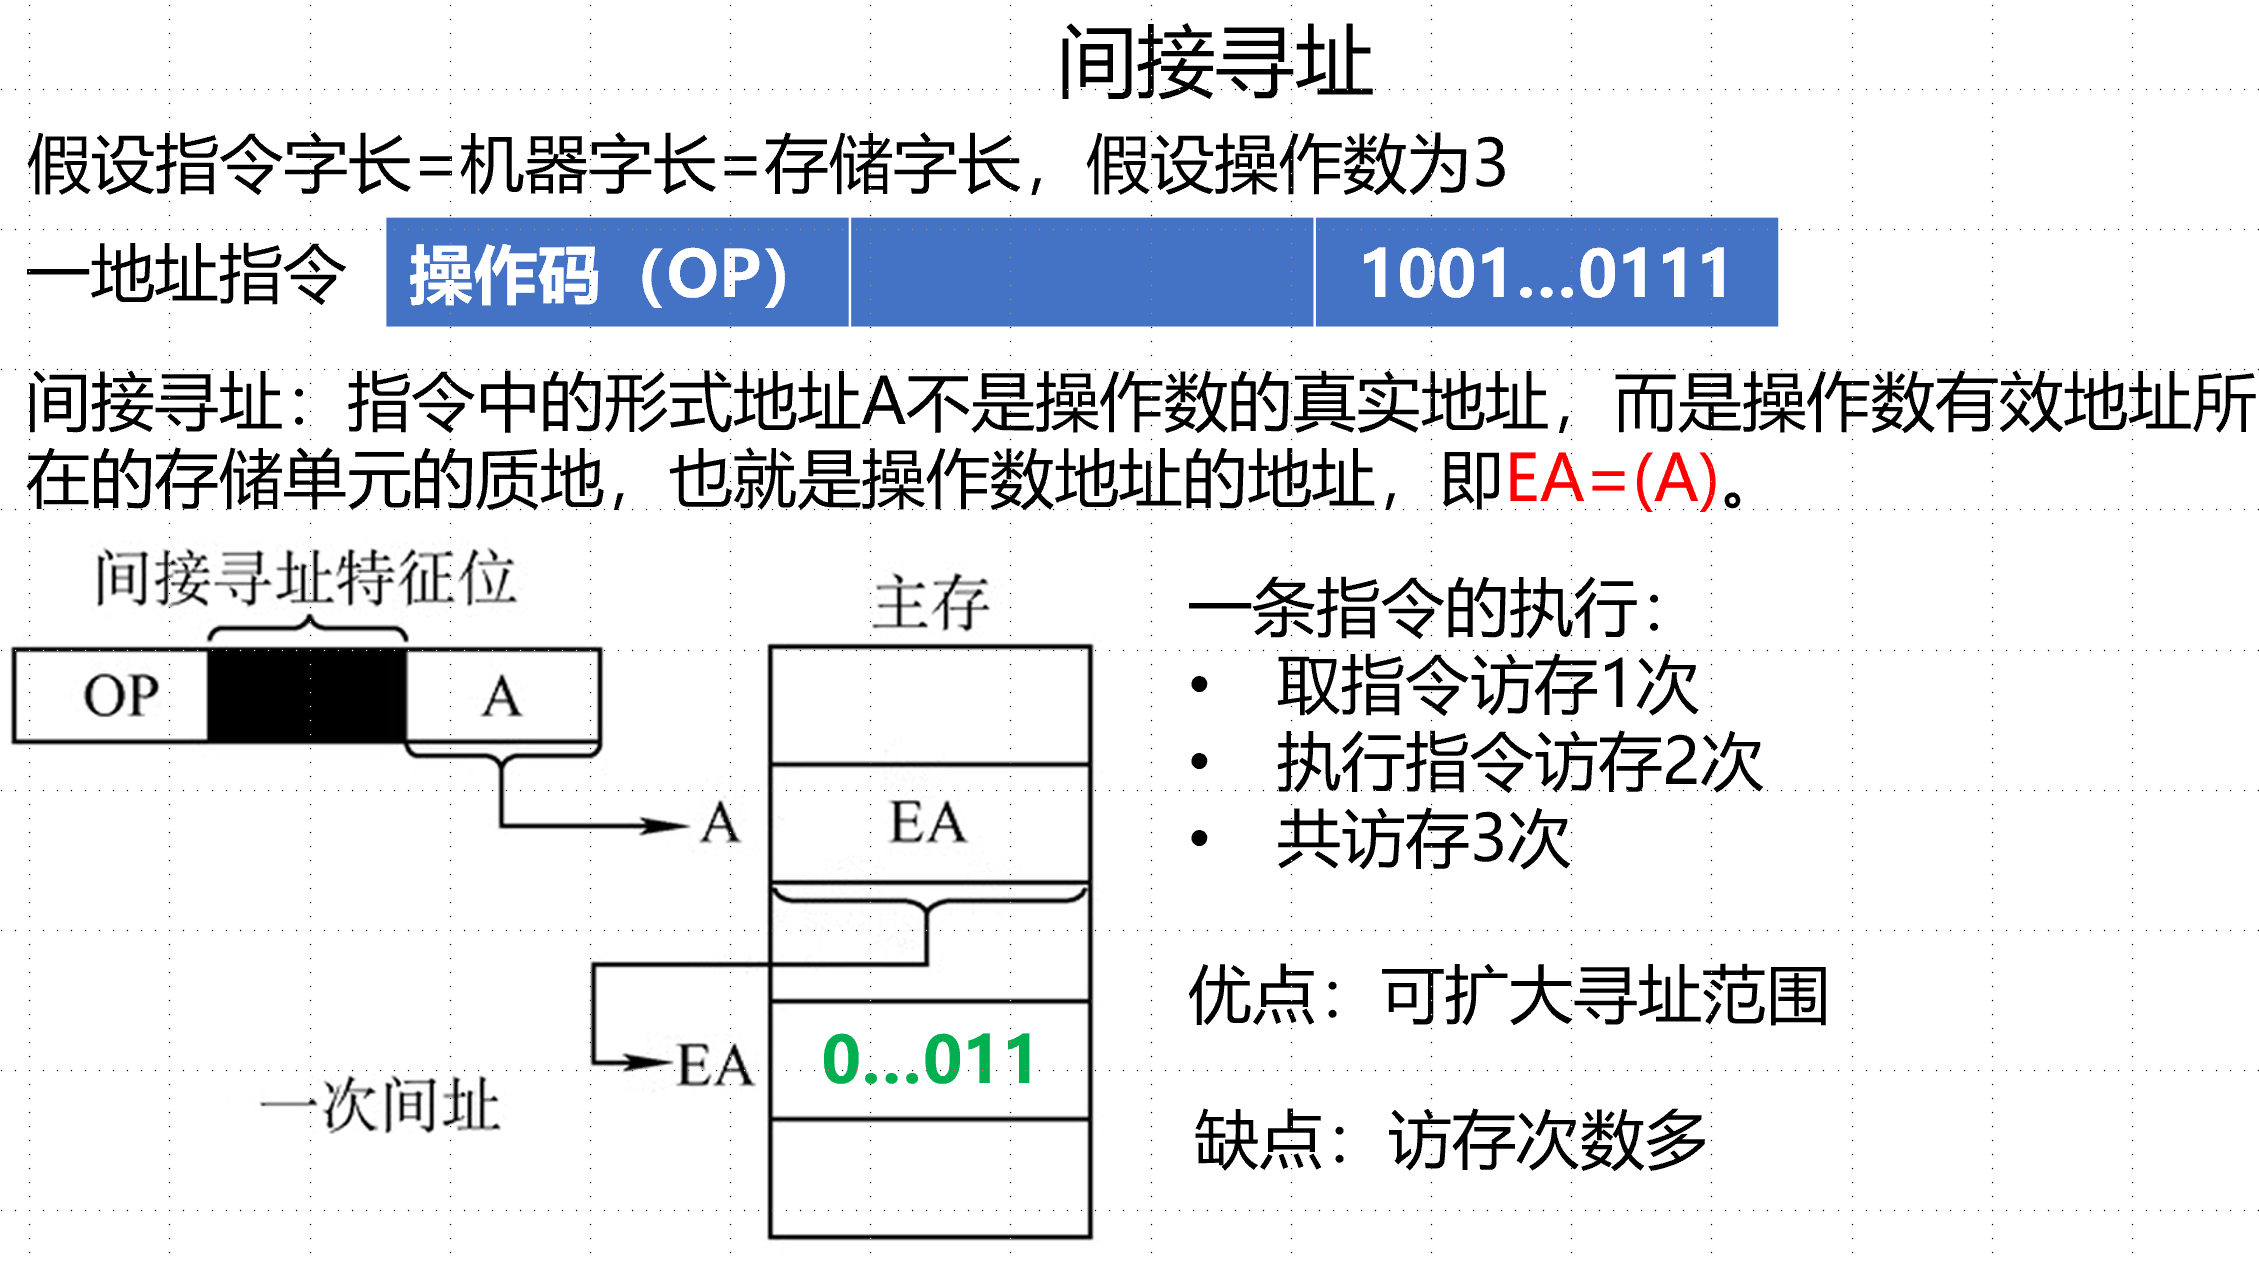 间接寻址
假设指令字长=机器字长=存储字长，假设操作数为3
一地址指令 操作码（OP） 1001...0111
间接寻址：指令中的形式地址A不是操作数的真实地址，而是操作数有效地址所
在的存储单元的质地，也就是操作数地址的地址，即EA=(A)。
间接寻址特征位
OP A
主存
A EA
EA 0...011
一次间址
一条指令的执行：
• 取指令访存1次
• 执行指令访存2次
• 共访存3次
优点：可扩大寻址范围
缺点：访存次数多